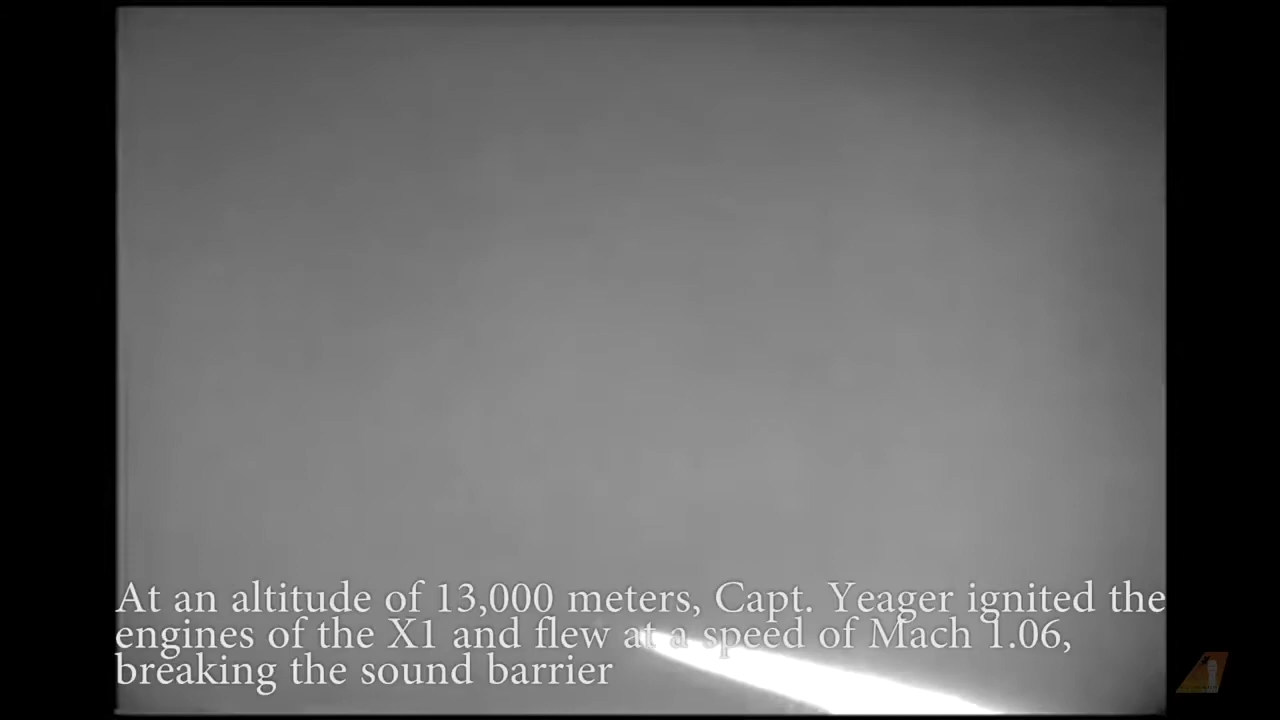 At an altitude of 13,000 meters, Capt. Yeager ignited the
engines of the X1 and flew at a speed of Mach 1.06,
breaking the sound barrier